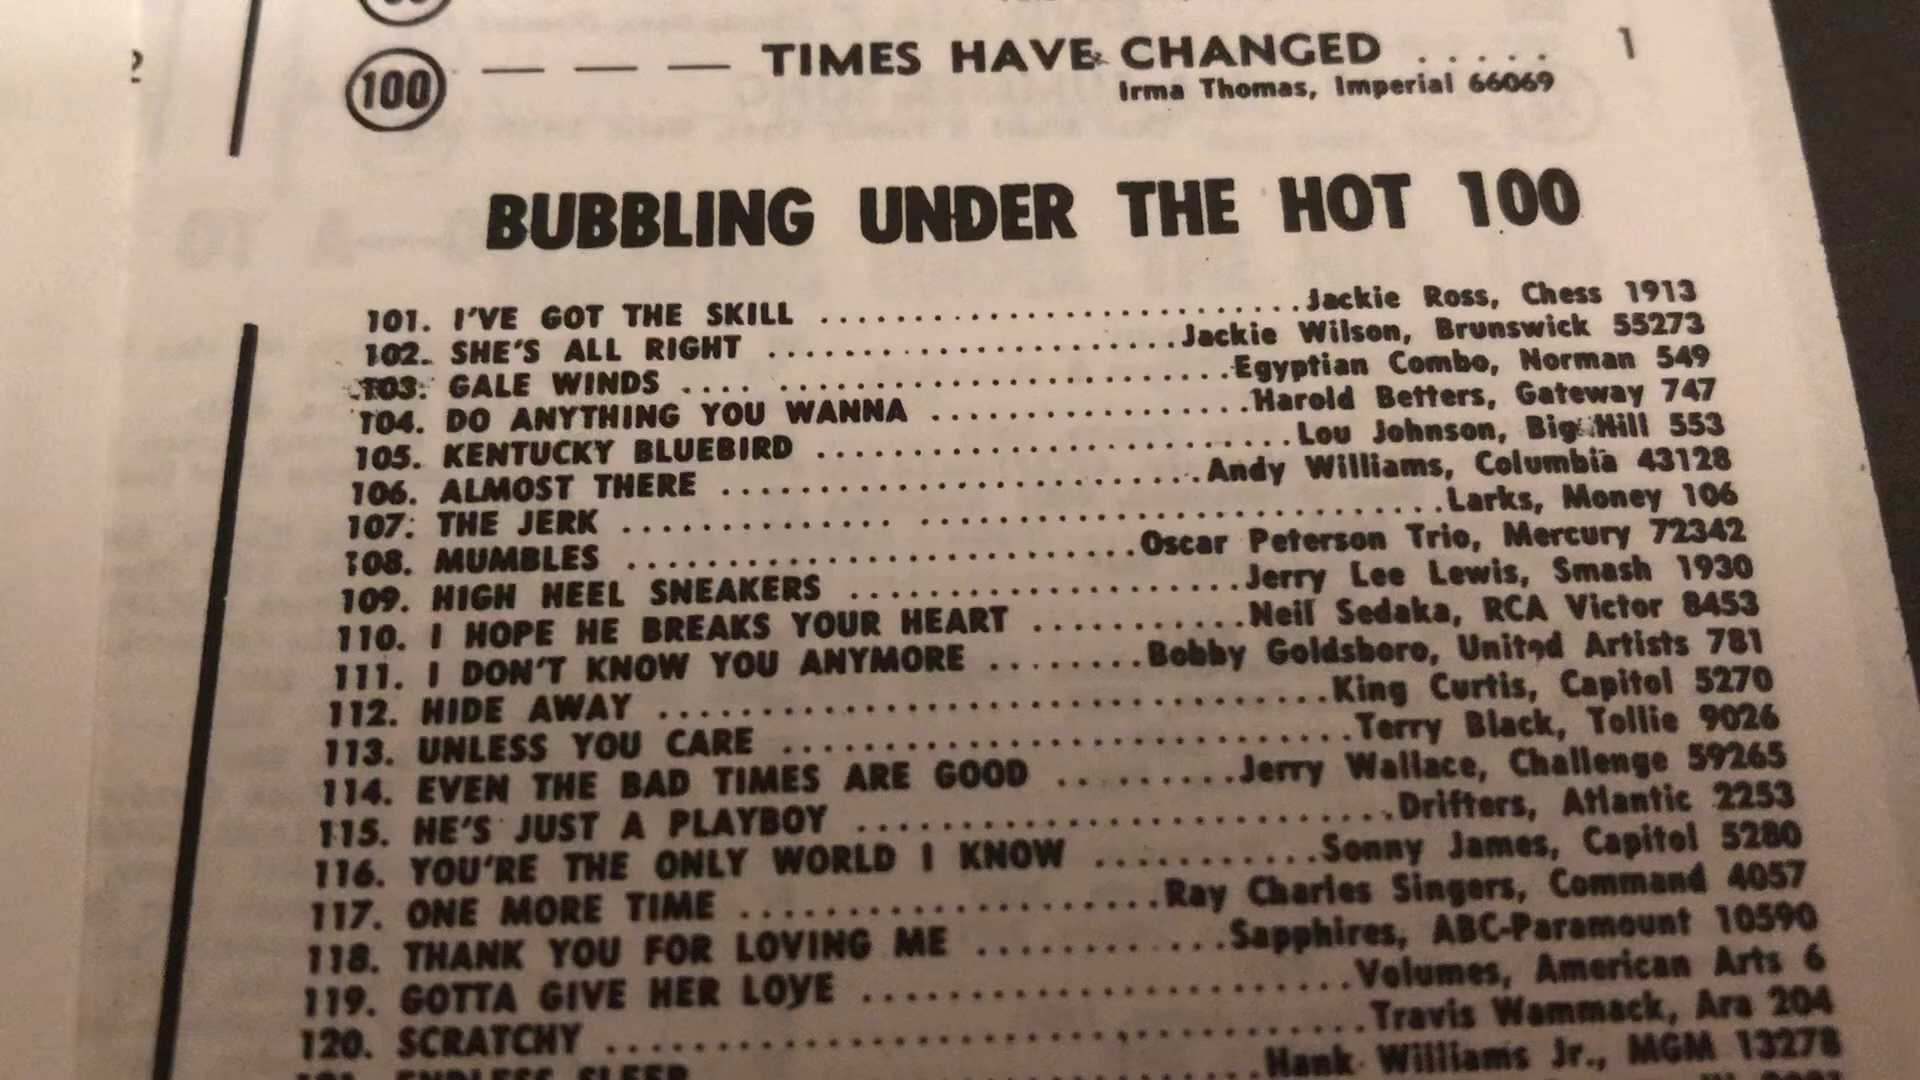 2
100 — — — TIMES HAVE CHANGED ..... 1
Irma Thomas, Imperial 66069
BUBBLING UNDER THE HOT 100
101. I'VE GOT THE SKILL ..........Jackie Ross, Chess 1913
102. SHE'S ALL RIGHT ..........Jackie Wilson, Brunswick 55273
103. GALE WINDS ..........Egyptian Combo, Norman 549
104. DO ANYTHING YOU WANNA ..........Harold Betters, Gateway 747
105. KENTUCKY BLUEBIRD ..........Lou Johnson, Big Hill 553
106. ALMOST THERE ..........Andy Williams, Columbia 43128
107. THE JERK ..........Larks, Money 106
108. MUMBLES ..........Oscar Peterson Trio, Mercury 72342
109. HIGH HEEL SNEAKERS ..........Jerry Lee Lewis, Smash 1930
110. I HOPE HE BREAKS YOUR HEART ..........Neil Sedaka, RCA Victor 8453
111. I DON'T KNOW YOU ANYMORE ........Bobby Goldsboro, United Artists 781
112. HIDE AWAY ..........King Curtis, Capitol 5270
113. UNLESS YOU CARE ..........Terry Black, Tollie 9026
114. EVEN THE BAD TIMES ARE GOOD .........Jerry Wallace, Challenge 59265
115. HE'S JUST A PLAYBOY ..........Drifters, Atlantic 2253
116. YOU'RE THE ONLY WORLD I KNOW ..........Sonny James, Capitol 5280
117. ONE MORE TIME ..........Ray Charles Singers, Command 4057
118. THANK YOU FOR LOVING ME ..........Sapphires, ABC-Paramount 10590
119. GOTTA GIVE HER LOVE ..........Volumes, American Arts 6
120. SCRATCHY ..........Travis Wammack, Ara 204
121. ENDLESS SLEEP ..........Hank Williams Jr., MGM 13278